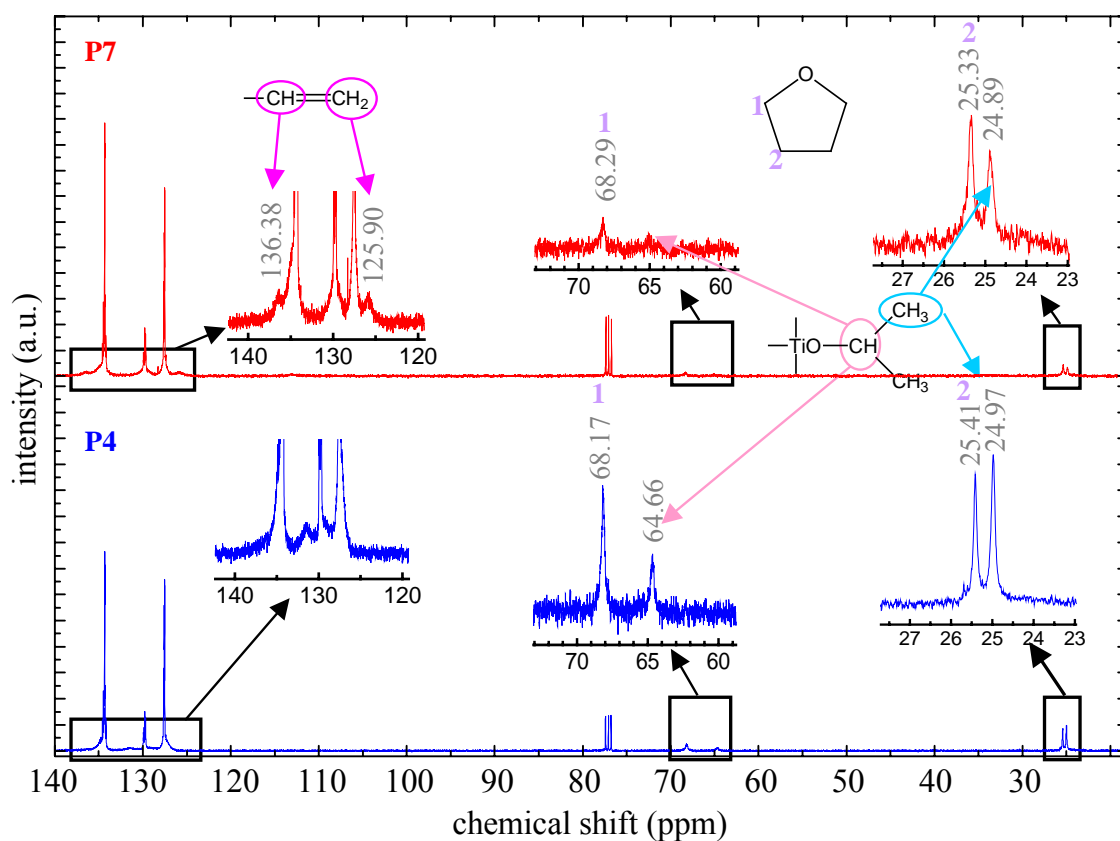 P7
CH CH2
136.38
125.90
140 130 120
1
68.29
70 65 60
O
1
2
2
25.33
24.89
27 26 25 24 23
CH3
TiO CH
CH3
P4
140 130 120
1
68.17
64.66
70 65 60
2
25.41
24.97
27 26 25 24 23
intensity (a.u.)
140 130 120 110 100 90 80 70 60 50 40 30
chemical shift (ppm)